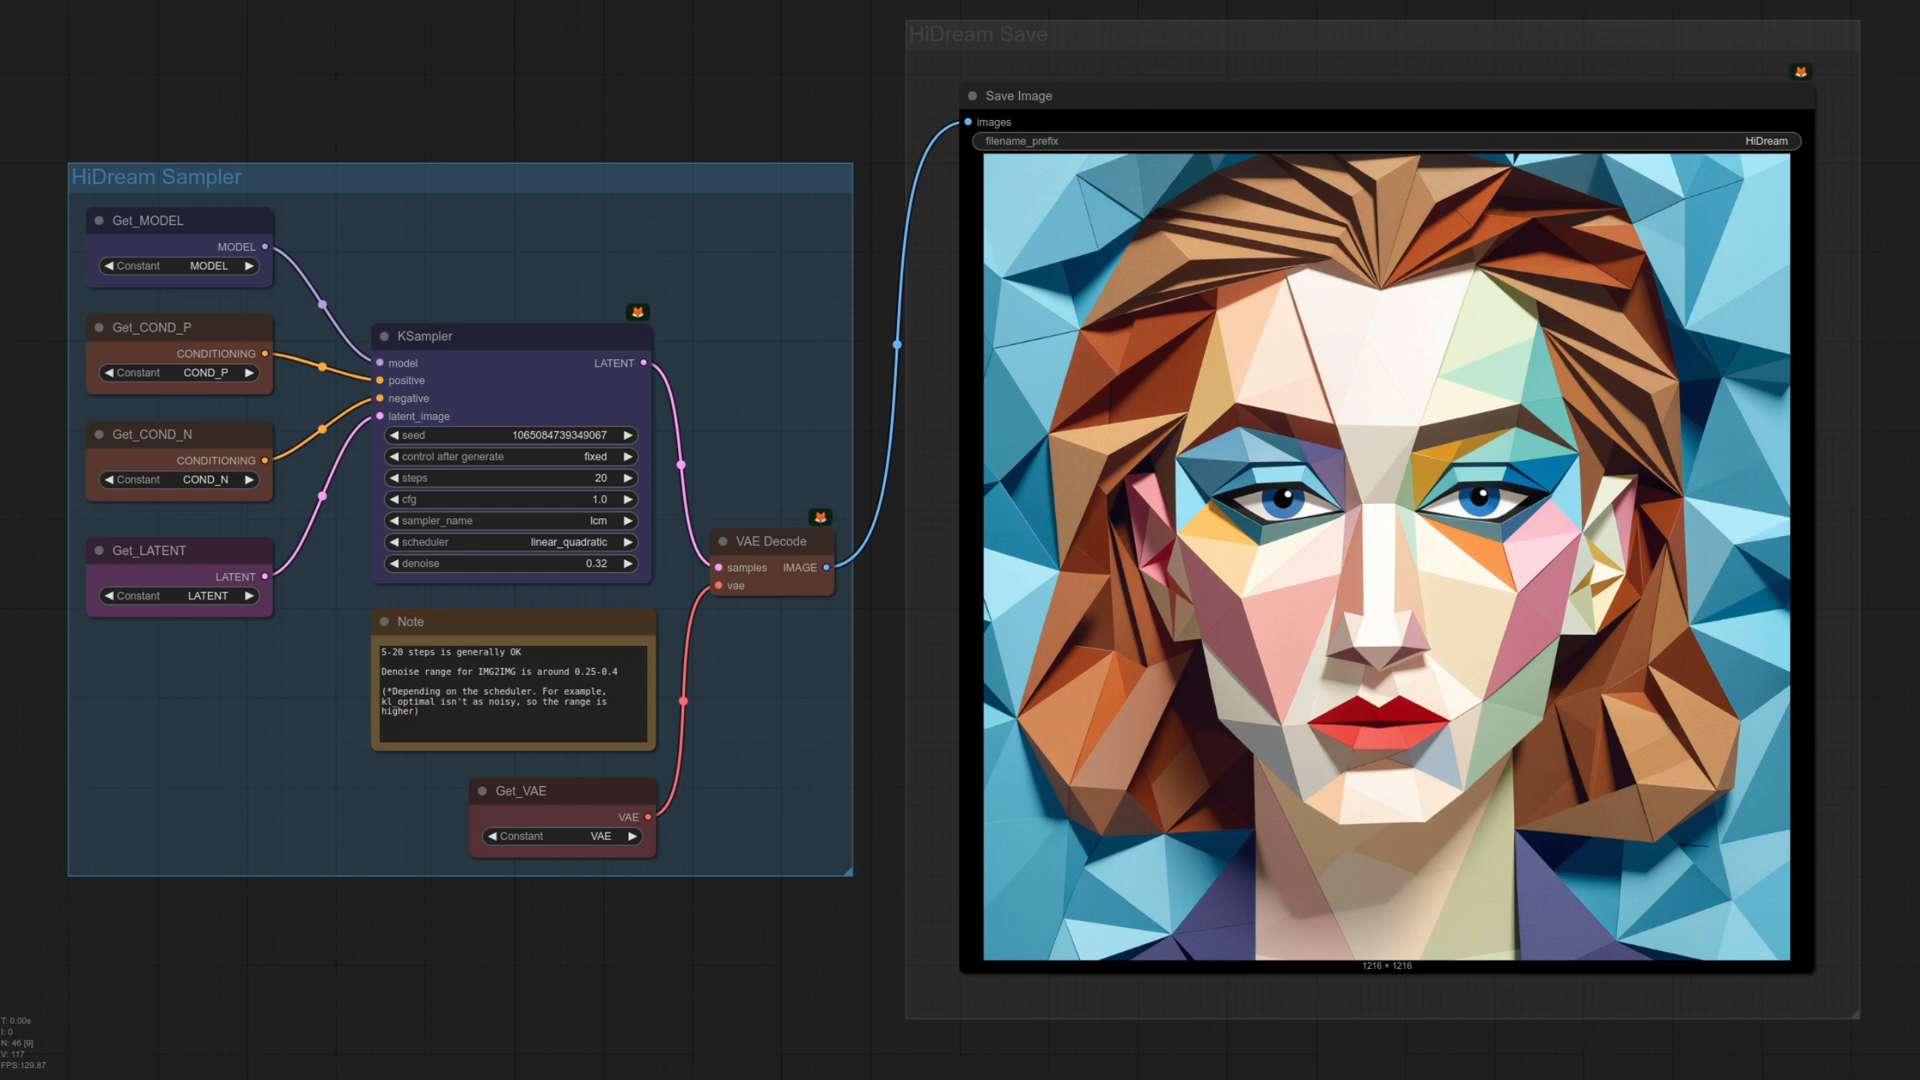 HiDream Sampler
Get_MODEL
MODEL
Constant MODEL
Get_COND_P
CONDITIONING
Constant COND_P
Get_COND_N
CONDITIONING
Constant COND_N
Get_LATENT
LATENT
Constant LATENT
KSampler
model LATENT
positive
negative
latent_image
seed 1065084739349067
control after generate fixed
steps 20
cfg 1.0
sampler_name lcm
scheduler linear_quadratic
denoise 0.32
Note
5-20 steps is generally OK
Denoise range for IMG2IMG is around 0.25-0.4
(*Depending on the scheduler. For example,
kl_optimal isn't as noisy, so the range is
higher)
Get_VAE
VAE
Constant VAE
VAE Decode
samples IMAGE
vae
HiDream Save
Save Image
images
filename_prefix HiDream
1216 × 1216
T: 0.00s
I: 0
N: 46 [9]
V: 117
FPS:129.87